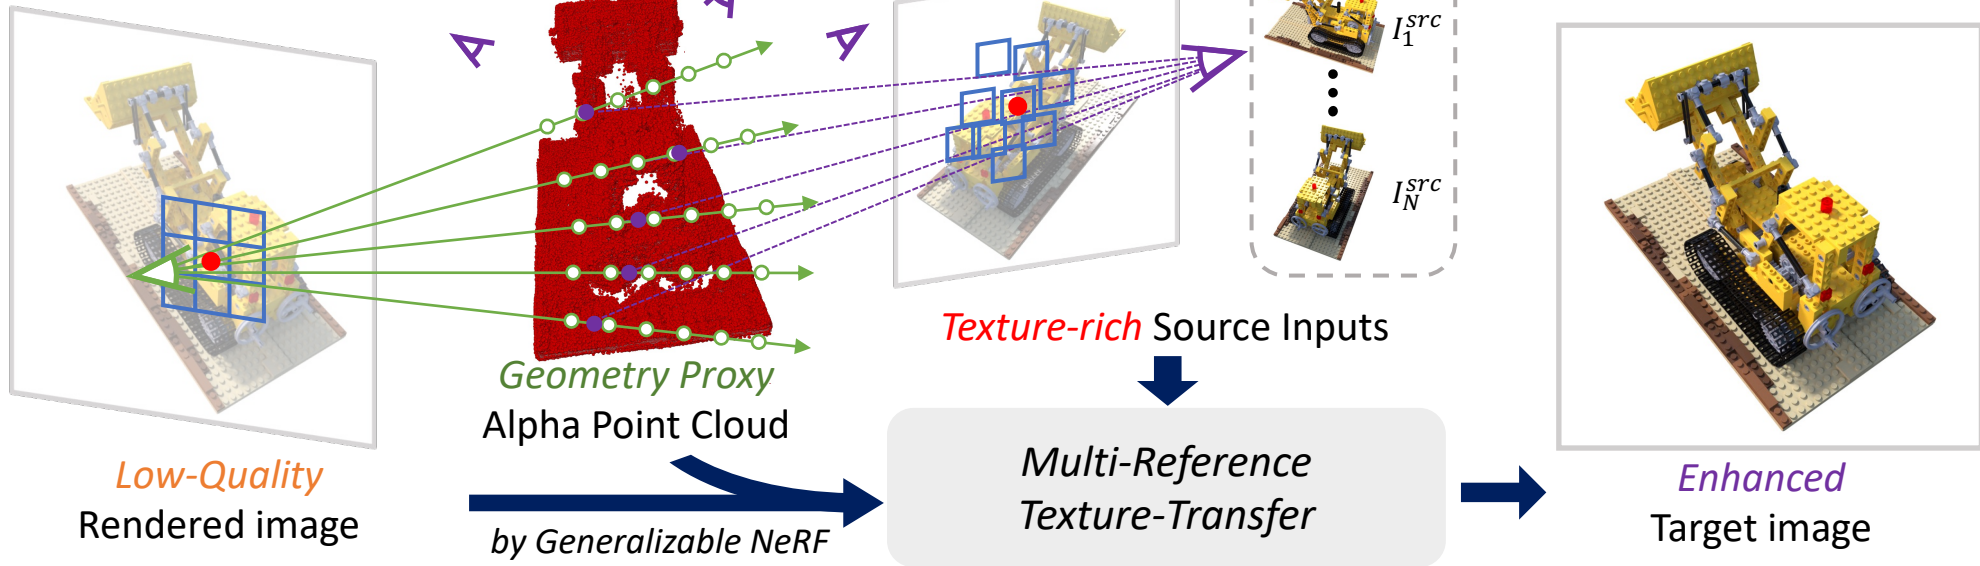 I_1^{src}
I_N^{src}
Texture-rich Source Inputs
Geometry Proxy
Alpha Point Cloud
Low-Quality
Rendered image
by Generalizable NeRF
Multi-Reference
Texture-Transfer
Enhanced
Target image